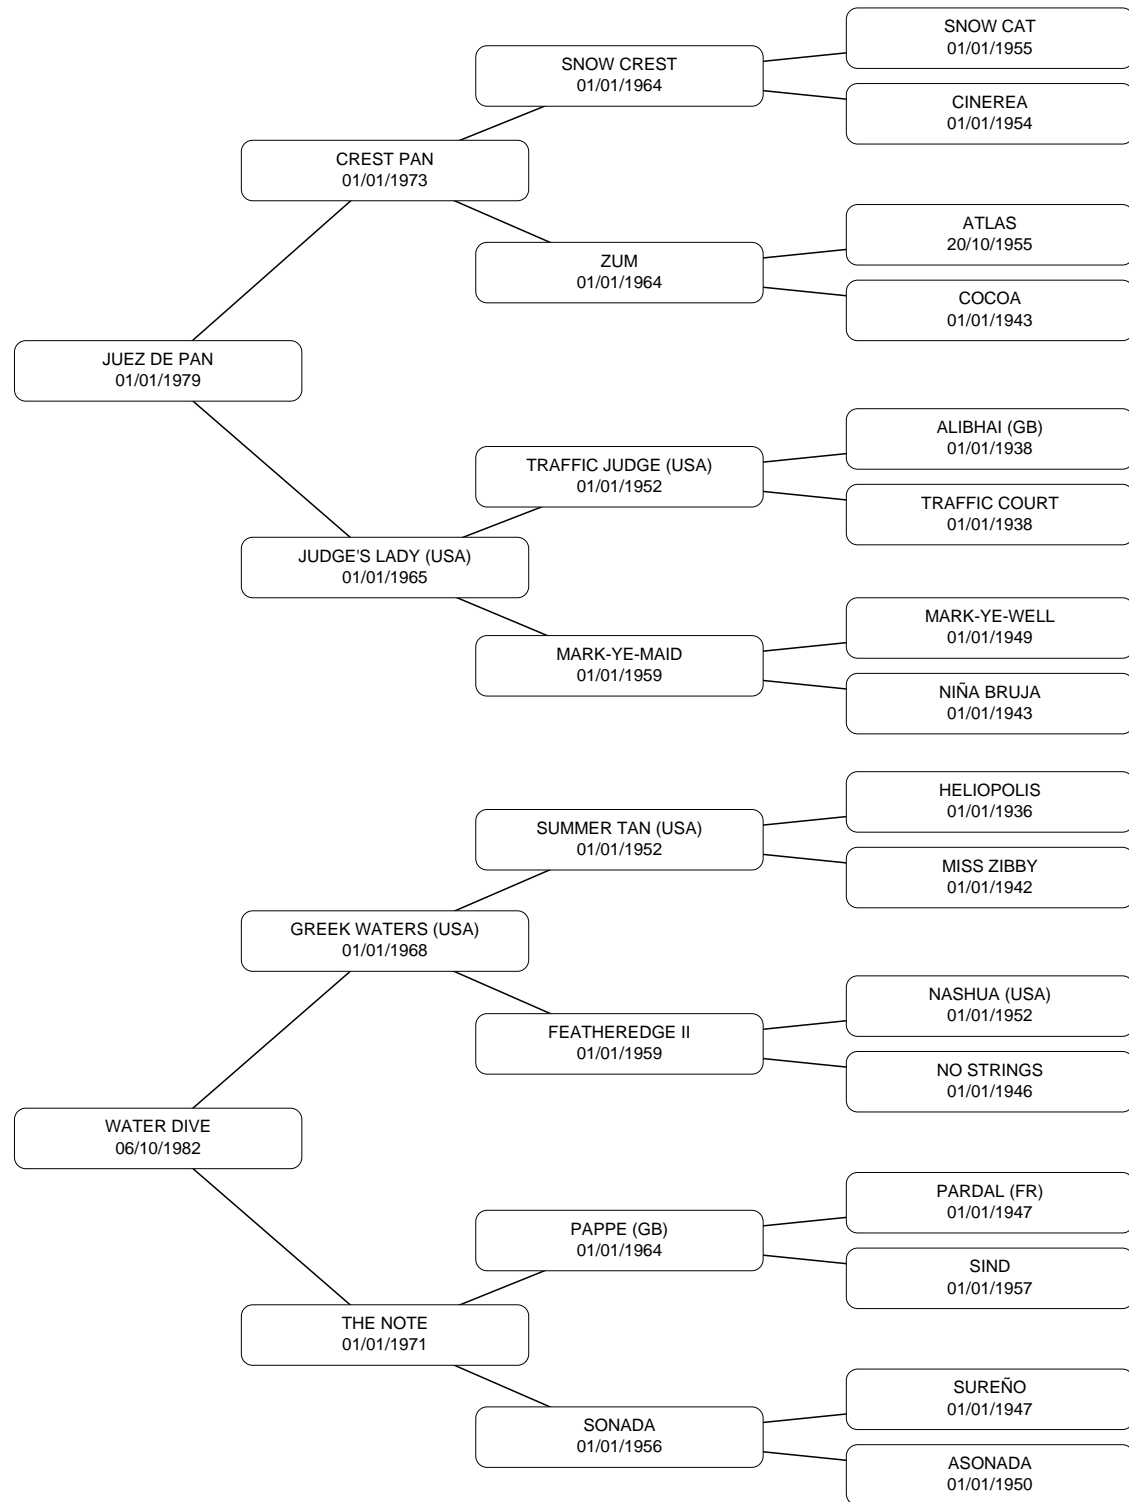 SNOW CAT
01/01/1955
SNOW CREST
01/01/1964
CINEREA
01/01/1954
CREST PAN
01/01/1973
ATLAS
20/10/1955
ZUM
01/01/1964
COCOA
01/01/1943
JUEZ DE PAN
01/01/1979
ALIBHAI (GB)
01/01/1938
TRAFFIC JUDGE (USA)
01/01/1952
TRAFFIC COURT
01/01/1938
JUDGE'S LADY (USA)
01/01/1965
MARK-YE-WELL
01/01/1949
MARK-YE-MAID
01/01/1959
NIÑA BRUJA
01/01/1943
HELIOPOLIS
01/01/1936
SUMMER TAN (USA)
01/01/1952
MISS ZIBBY
01/01/1942
GREEK WATERS (USA)
01/01/1968
NASHUA (USA)
01/01/1952
FEATHEREDGE II
01/01/1959
NO STRINGS
01/01/1946
WATER DIVE
06/10/1982
PARDAL (FR)
01/01/1947
PAPPE (GB)
01/01/1964
SIND
01/01/1957
THE NOTE
01/01/1971
SUREÑO
01/01/1947
SONADA
01/01/1956
ASONADA
01/01/1950